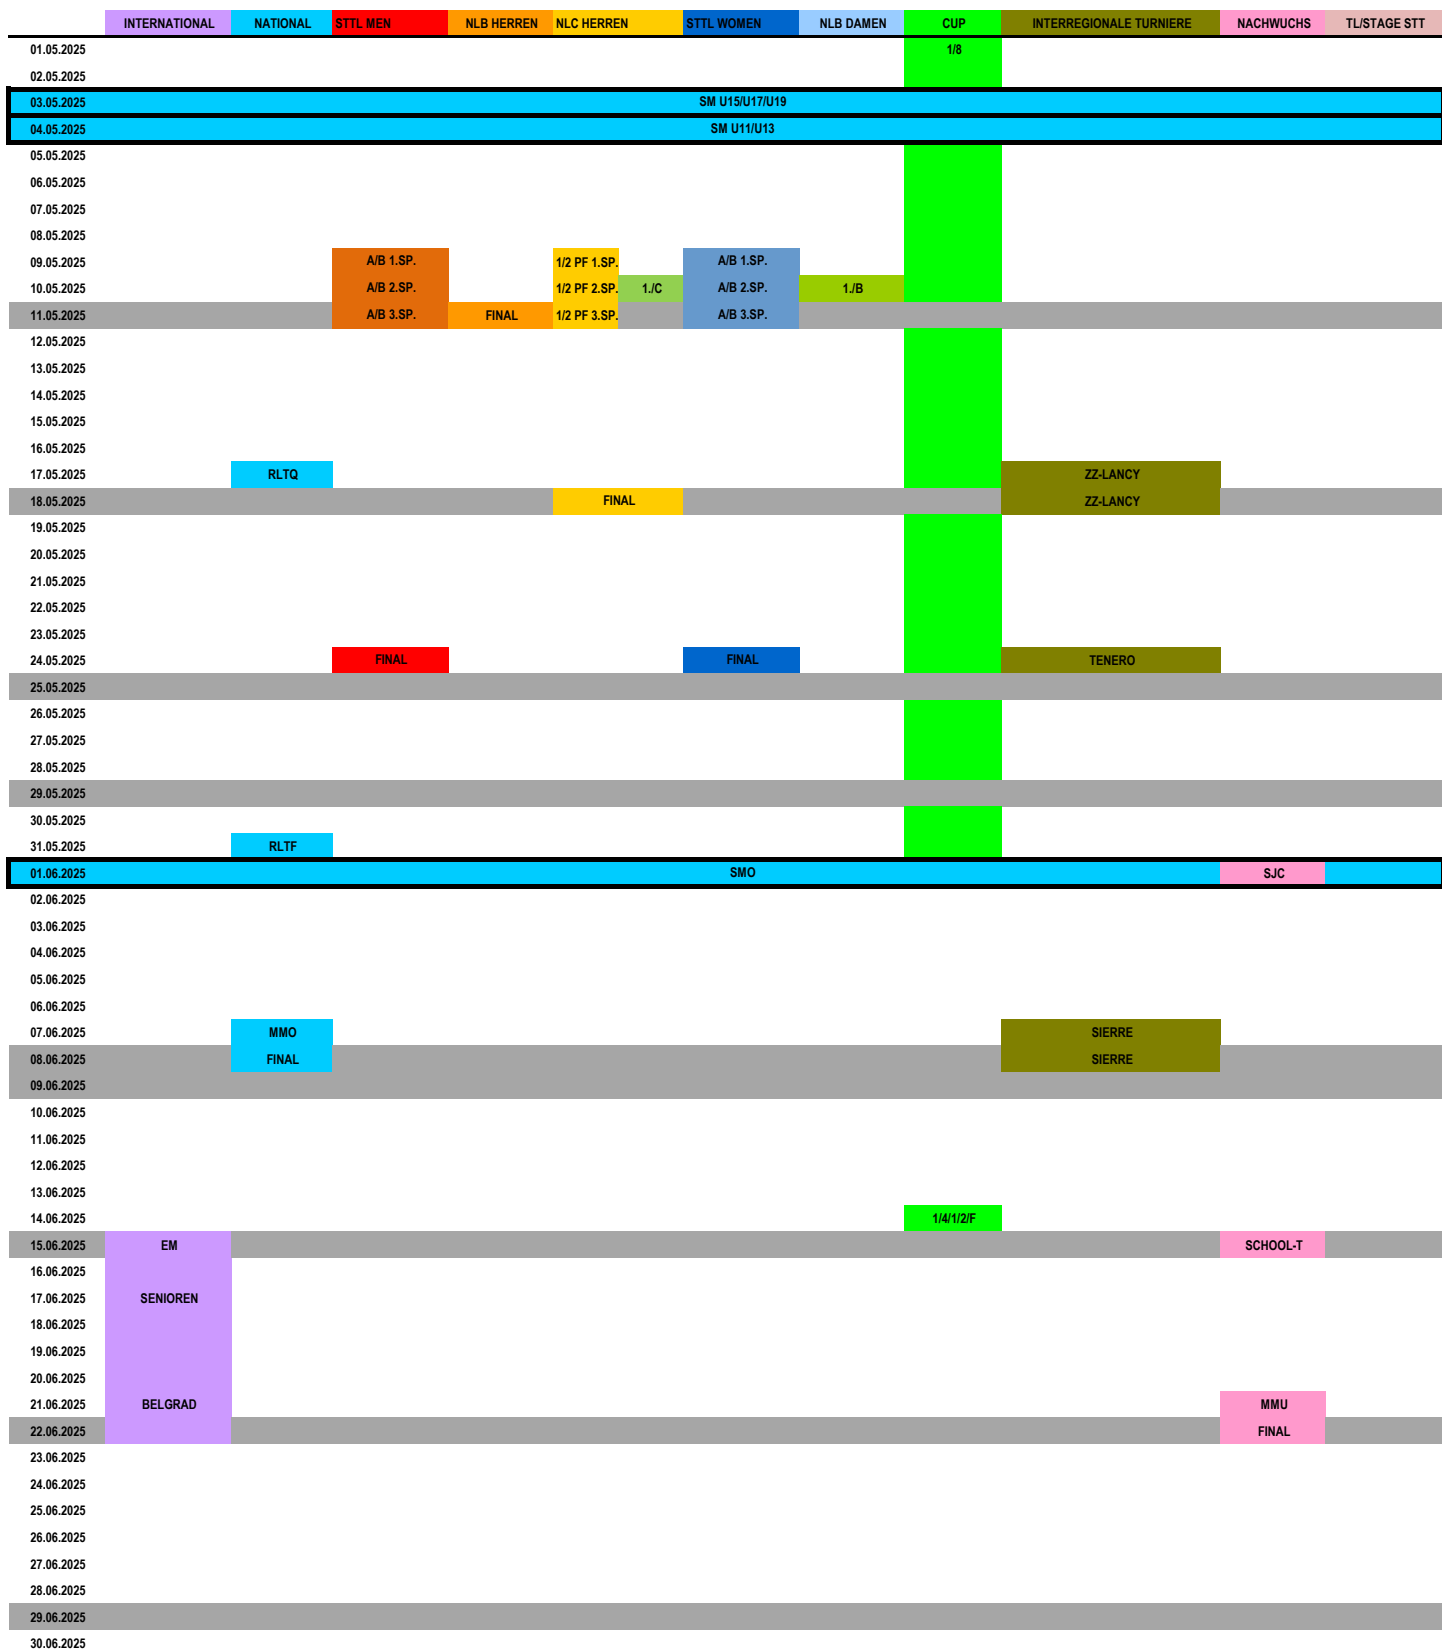 INTERNATIONAL NATIONAL STTL MEN NLB HERREN NLC HERREN STTL WOMEN NLB DAMEN CUP INTERREGIONALE TURNIERE NACHWUCHS TL/STAGE STT
01.05.2025 1/8
02.05.2025
03.05.2025 SM U15/U17/U19
04.05.2025 SM U11/U13
05.05.2025
06.05.2025
07.05.2025
08.05.2025
09.05.2025 A/B 1.SP. 1/2 PF 1.SP. A/B 1.SP.
10.05.2025 A/B 2.SP. 1/2 PF 2.SP. 1./C A/B 2.SP. 1./B
11.05.2025 A/B 3.SP. FINAL 1/2 PF 3.SP. A/B 3.SP.
12.05.2025
13.05.2025
14.05.2025
15.05.2025
16.05.2025
17.05.2025 RLTQ ZZ-LANCY
18.05.2025 FINAL ZZ-LANCY
19.05.2025
20.05.2025
21.05.2025
22.05.2025
23.05.2025
24.05.2025 FINAL FINAL TENERO
25.05.2025
26.05.2025
27.05.2025
28.05.2025
29.05.2025
30.05.2025
31.05.2025 RLTF
01.06.2025 SMO SJC
02.06.2025
03.06.2025
04.06.2025
05.06.2025
06.06.2025
07.06.2025 MMO SIERRE
08.06.2025 FINAL SIERRE
09.06.2025
10.06.2025
11.06.2025
12.06.2025
13.06.2025
14.06.2025 1/4/1/2/F
15.06.2025 EM SCHOOL-T
16.06.2025
17.06.2025 SENIOREN
18.06.2025
19.06.2025
20.06.2025
21.06.2025 BELGRAD MMU
22.06.2025 FINAL
23.06.2025
24.06.2025
25.06.2025
26.06.2025
27.06.2025
28.06.2025
29.06.2025
30.06.2025